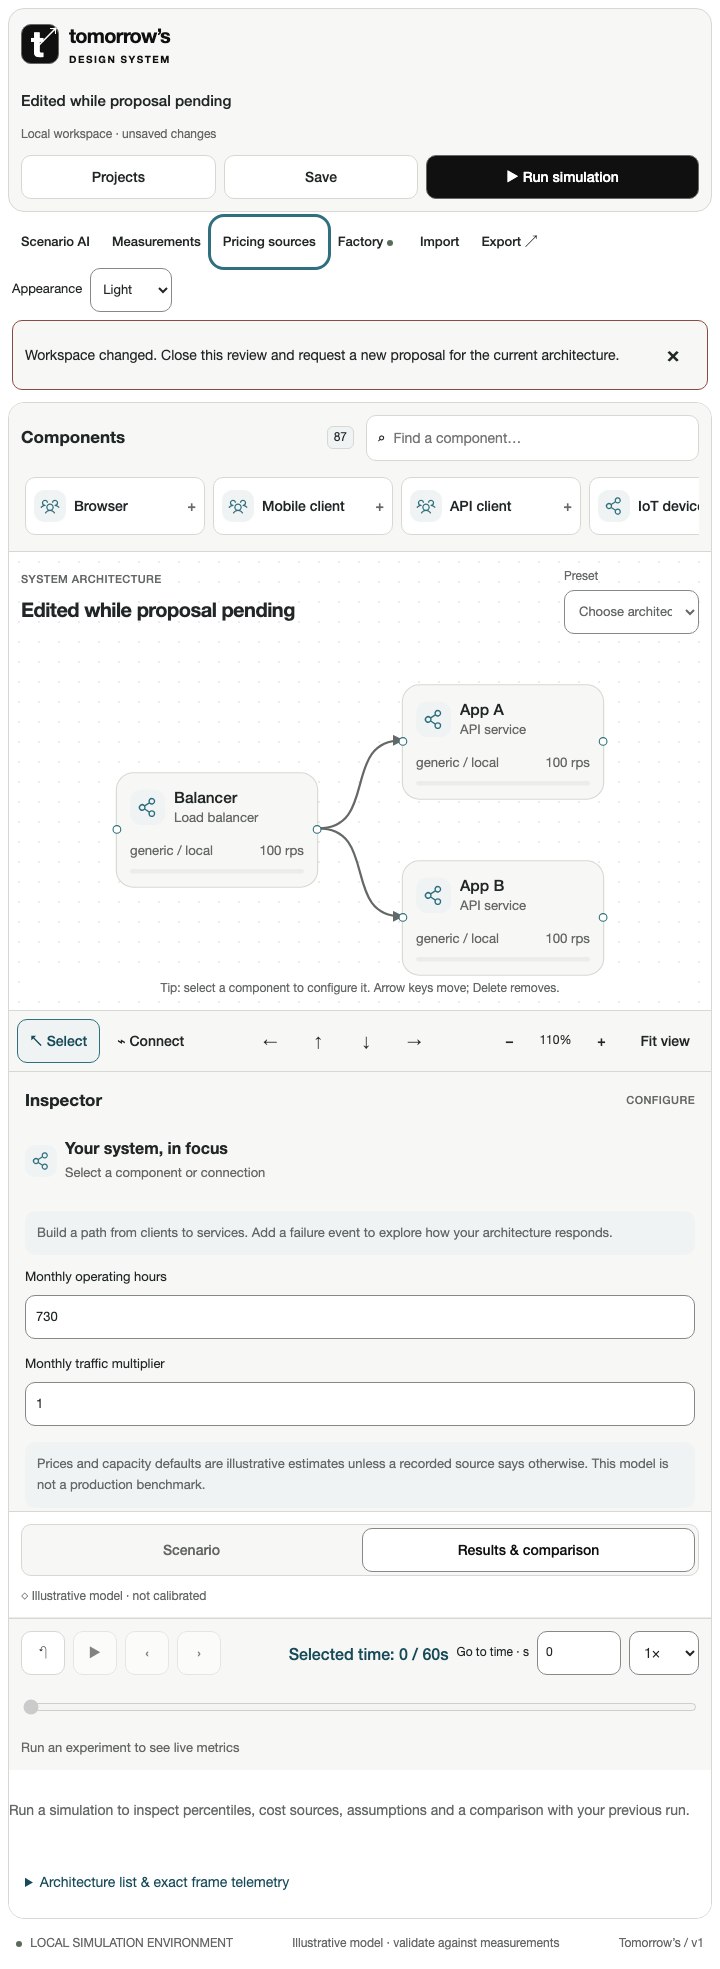 tomorrow's
DESIGN SYSTEM
Edited while proposal pending
Local workspace · unsaved changes
Projects
Save
▶ Run simulation
Scenario AI
Measurements
Pricing sources
Factory ●
Import
Export ↗
Appearance
Light
Workspace changed. Close this review and request a new proposal for the current architecture.
×
Components
87
Find a component...
Browser +
Mobile client +
API client +
IoT device
SYSTEM ARCHITECTURE
Preset
Edited while proposal pending
Choose architec
App A
API service
generic / local 100 rps
Balancer
Load balancer
generic / local 100 rps
App B
API service
generic / local 100 rps
Tip: select a component to configure it. Arrow keys move; Delete removes.
↖ Select
⌁ Connect
← ↑ ↓ →
− 110% +
Fit view
Inspector
CONFIGURE
Your system, in focus
Select a component or connection
Build a path from clients to services. Add a failure event to explore how your architecture responds.
Monthly operating hours
730
Monthly traffic multiplier
1
Prices and capacity defaults are illustrative estimates unless a recorded source says otherwise. This model is
not a production benchmark.
Scenario
Results & comparison
◇ Illustrative model · not calibrated
▶ ‹ ›
Selected time: 0 / 60s
Go to time · s
0
1×
Run an experiment to see live metrics
Run a simulation to inspect percentiles, cost sources, assumptions and a comparison with your previous run.
▶ Architecture list & exact frame telemetry
● LOCAL SIMULATION ENVIRONMENT
Illustrative model · validate against measurements
Tomorrow's / v1